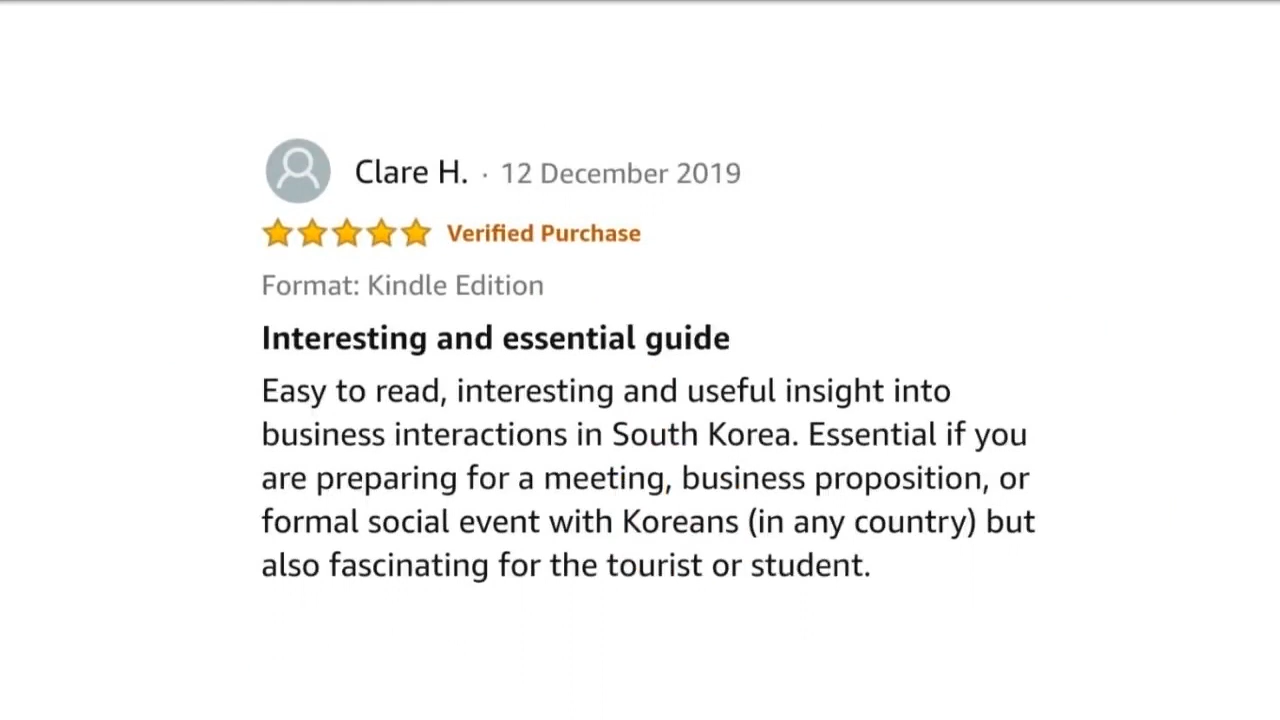 Clare H. · 12 December 2019
Verified Purchase
Format: Kindle Edition
Interesting and essential guide
Easy to read, interesting and useful insight into
business interactions in South Korea. Essential if you
are preparing for a meeting, business proposition, or
formal social event with Koreans (in any country) but
also fascinating for the tourist or student.